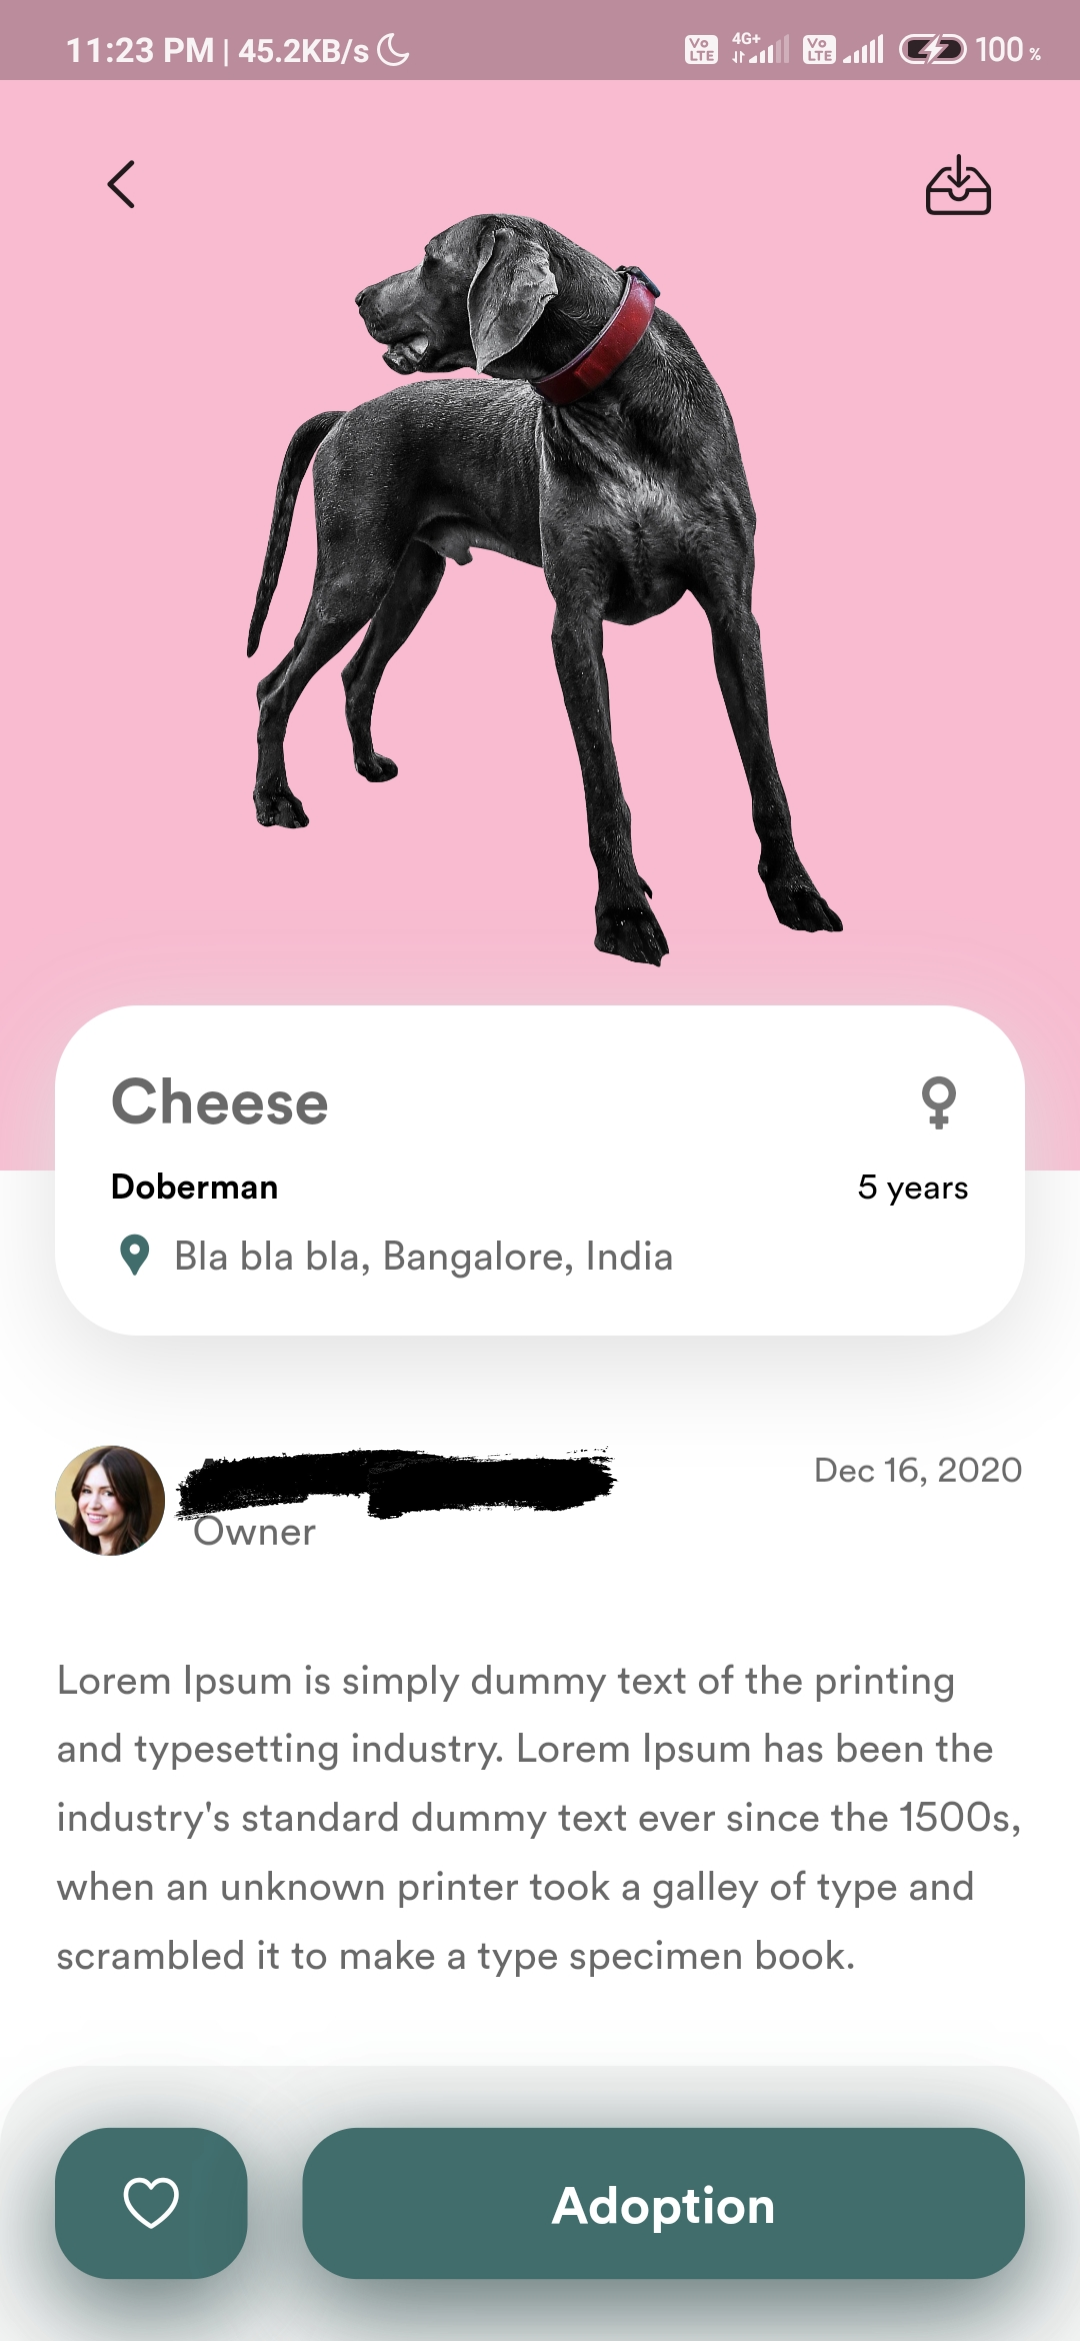 11:23 PM | 45.2KB/s Vo LTE 4G+ Vo LTE 100 %
Cheese
Doberman 5 years
Bla bla bla, Bangalore, India
Dec 16, 2020
Owner
Lorem Ipsum is simply dummy text of the printing
and typesetting industry. Lorem Ipsum has been the
industry's standard dummy text ever since the 1500s,
when an unknown printer took a galley of type and
scrambled it to make a type specimen book.
Adoption